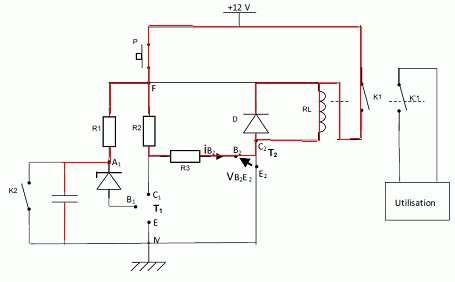 +12 V
P
F
K1
K'1
R1
R2
D
RL
iB2
B2
C2
T2
A1
R3
E2
VB2E2
K2
B1
C1
T1
E
M
Utilisation